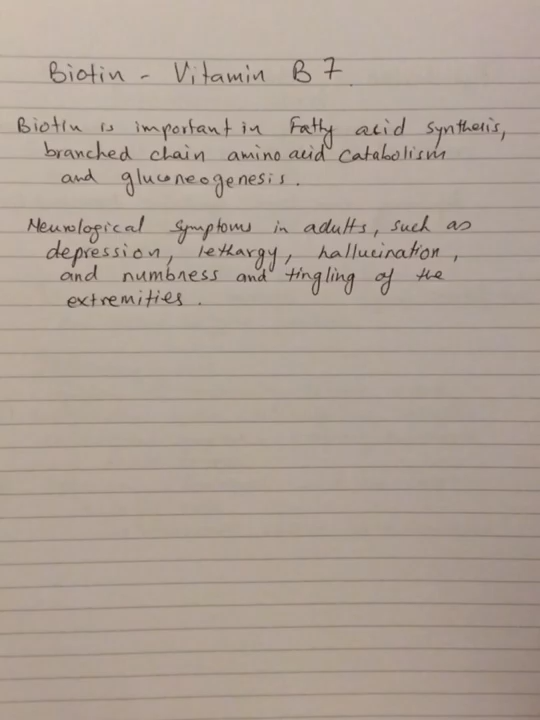 Biotin - Vitamin B7.
Biotin is important in Fatty acid synthesis,
branched chain amino acid catabolism
and gluconeogenesis.
Neurological symptoms in adults, such as
depression, lethargy, hallucination,
and numbness and tingling of the
extremities.